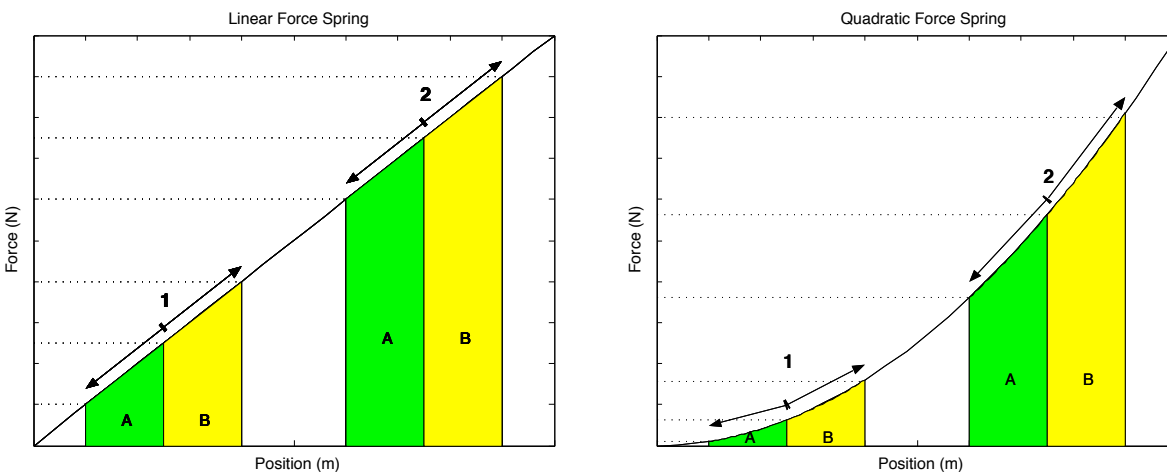 Linear Force Spring
2
1
A
B
A
B
Force (N)
Position (m)
Quadratic Force Spring
2
1
A
B
A
B
Force (N)
Position (m)